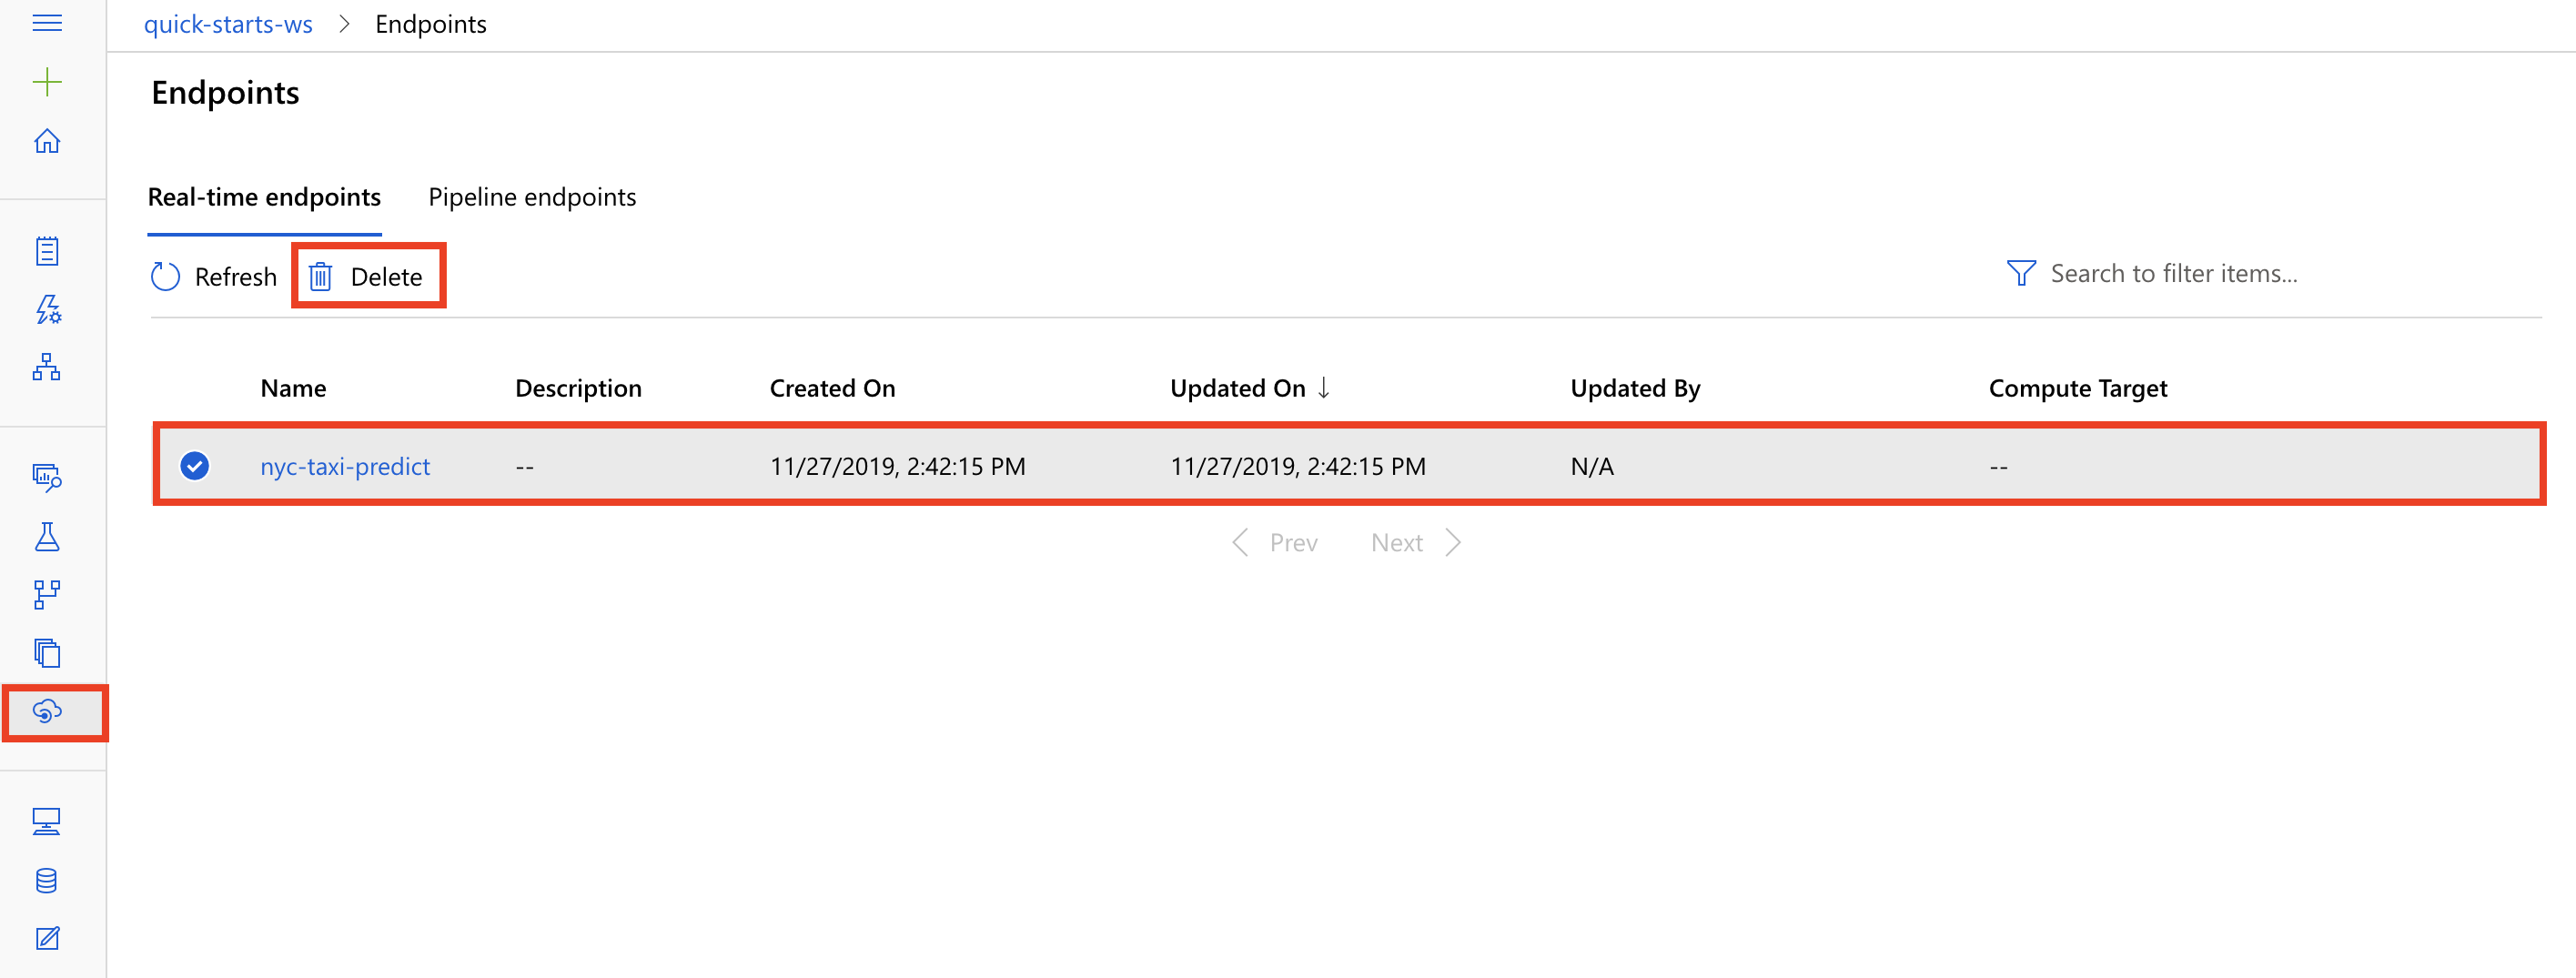 quick-starts-ws > Endpoints
Endpoints
Real-time endpoints Pipeline endpoints
Refresh Delete Search to filter items...
Name Description Created On Updated On ↓ Updated By Compute Target
nyc-taxi-predict -- 11/27/2019, 2:42:15 PM 11/27/2019, 2:42:15 PM N/A --
Prev Next